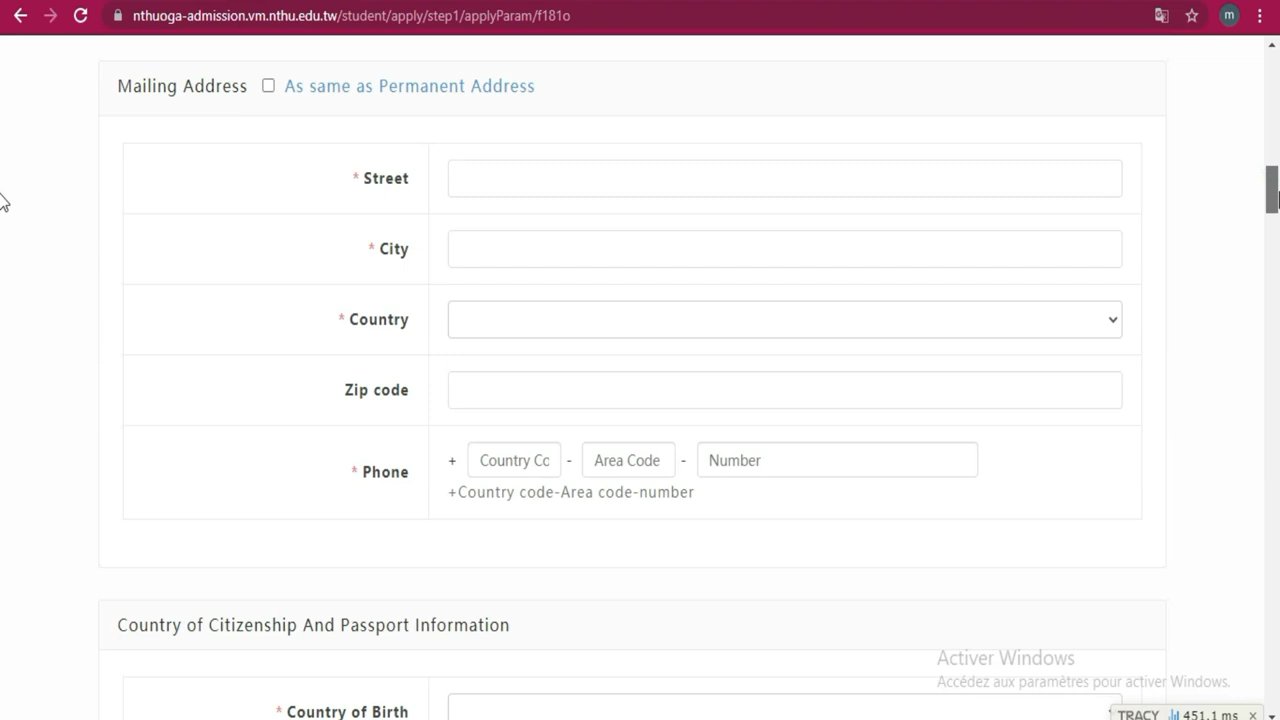 nthuoga-admission.vm.nthu.edu.tw/student/apply/step1/applyParam/f181o
m
Mailing Address As same as Permanent Address
* Street
* City
* Country
Zip code
* Phone + Country Co - Area Code - Number
+Country code-Area code-number
Country of Citizenship And Passport Information
* Country of Birth
Activer Windows
Accédez aux paramètres pour activer Windows.
TRACY 451.1 ms x